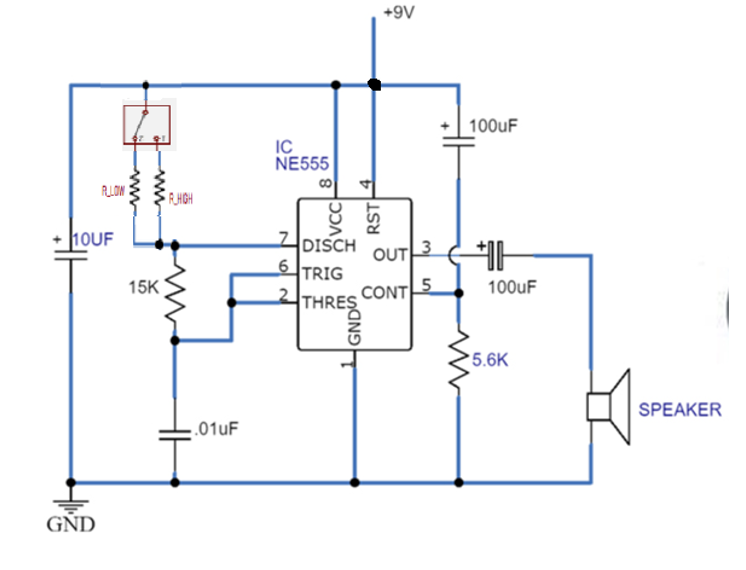 +9V
+ 100uF
IC
NE555
8
4
R_LOW
R_HIGH
VCC
RST
+ 10UF
7 DISCH
OUT 3
+
100uF
6 TRIG
15K
2 THRES
CONT 5
GND
1
5.6K
.01uF
SPEAKER
GND